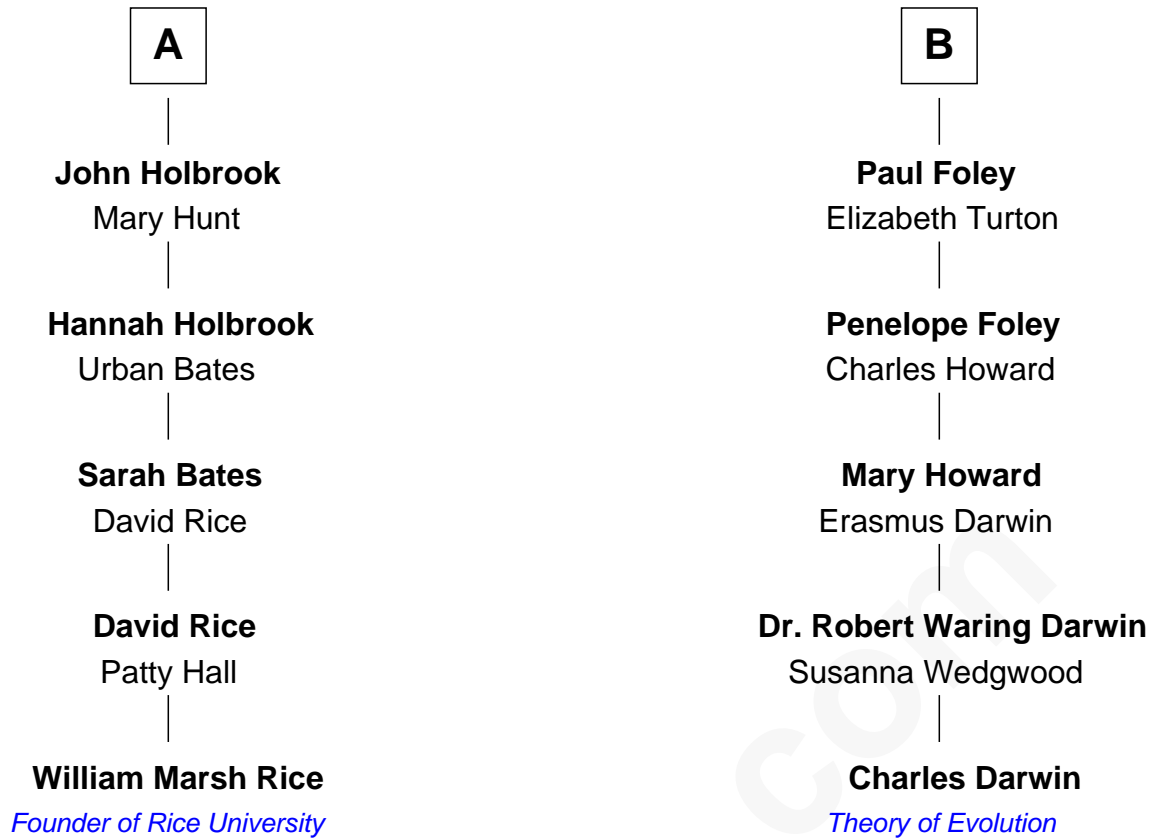 A
John Holbrook
Mary Hunt
Hannah Holbrook
Urban Bates
Sarah Bates
David Rice
David Rice
Patty Hall
William Marsh Rice
Founder of Rice University
B
Paul Foley
Elizabeth Turton
Penelope Foley
Charles Howard
Mary Howard
Erasmus Darwin
Dr. Robert Waring Darwin
Susanna Wedgwood
Charles Darwin
Theory of Evolution
com